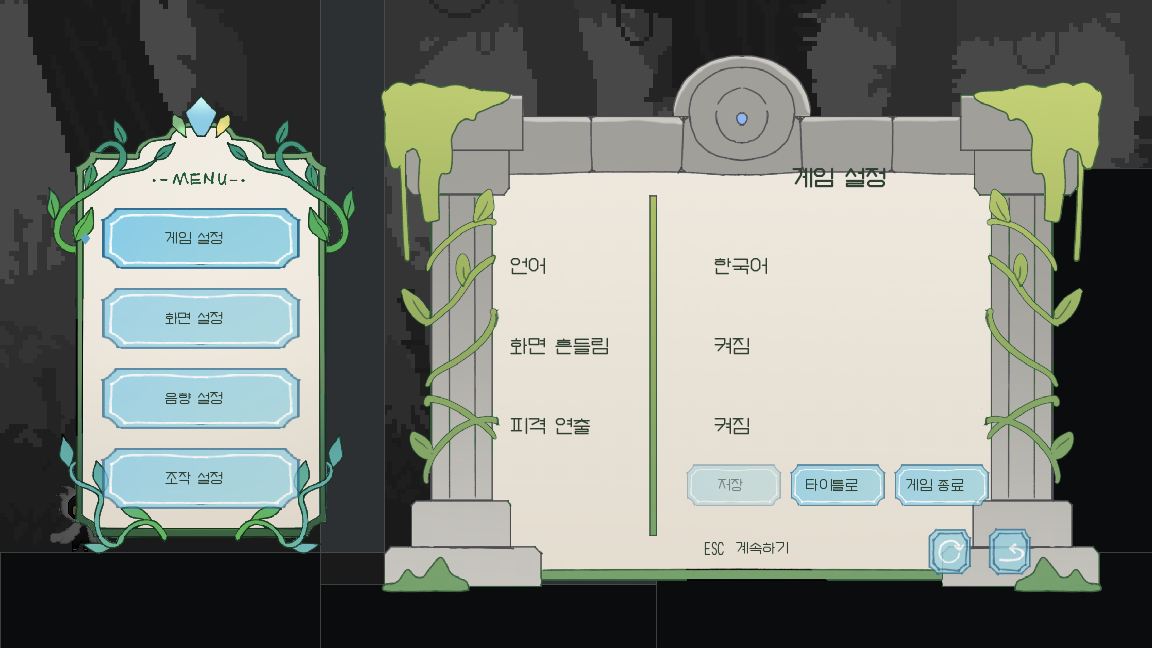 ·-MENU-·
게임 설정
화면 설정
음향 설정
조작 설정
게임 설정
언어 한국어
화면 흔들림 켜짐
피격 연출 켜짐
저장 타이틀로 게임 종료
ESC 계속하기